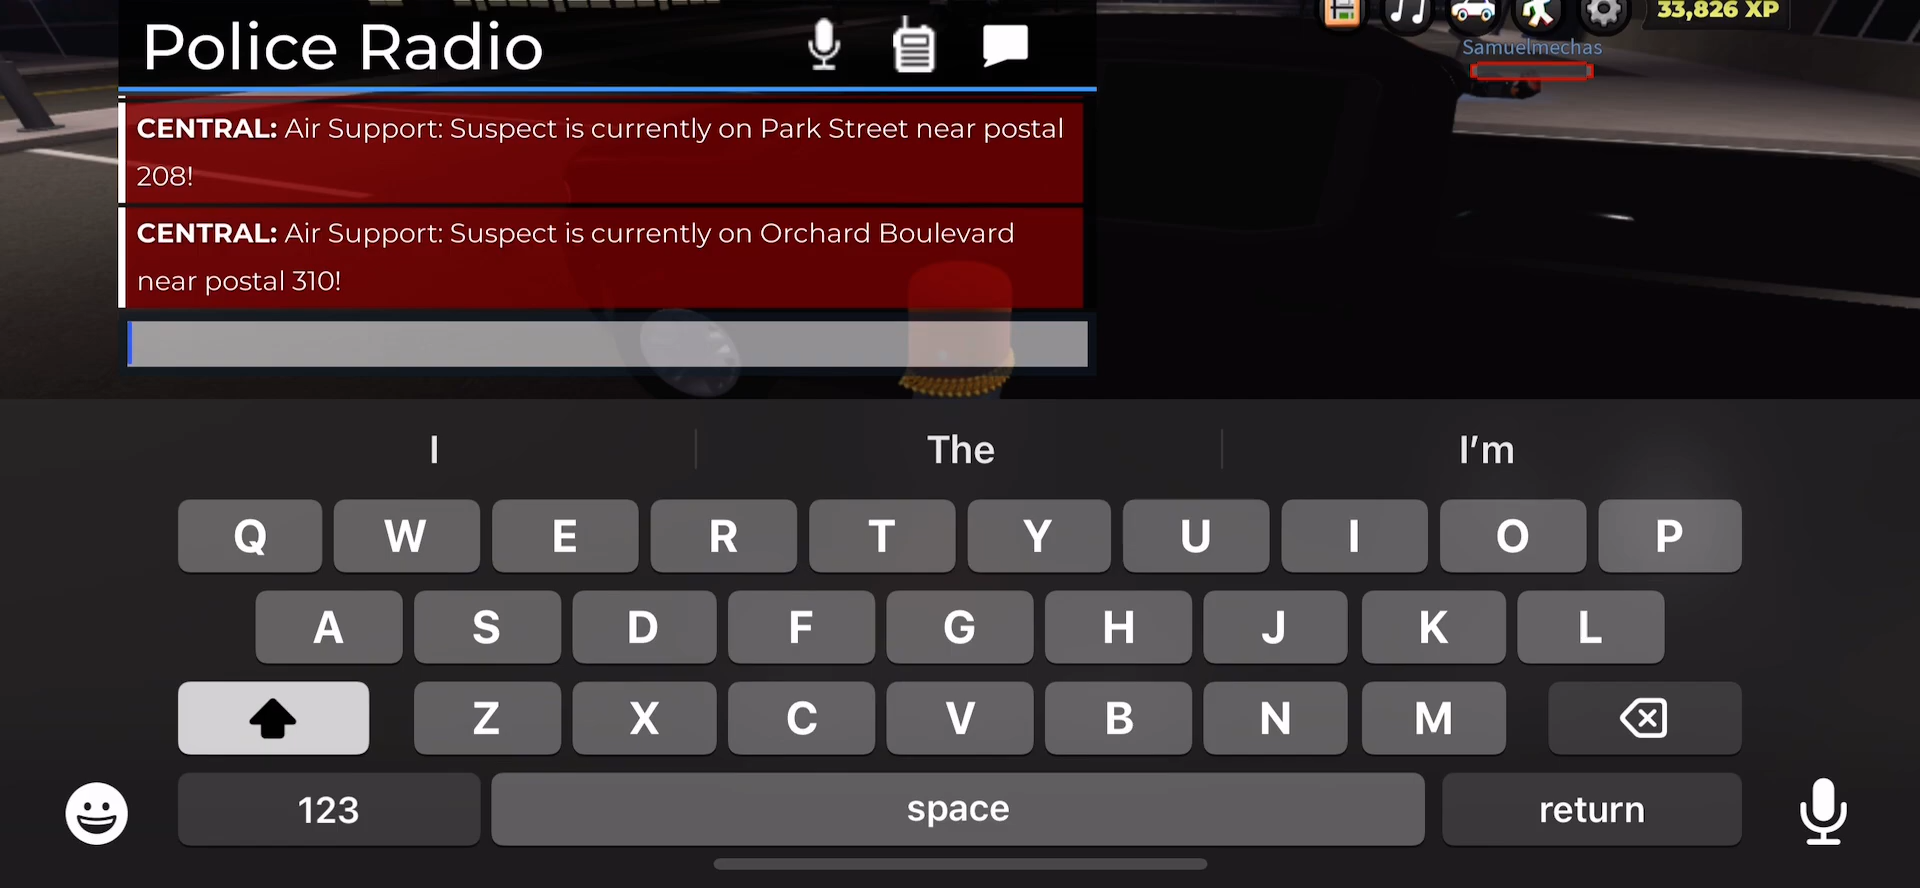 Police Radio
33,826 XP
Samuelmechas
CENTRAL: Air Support: Suspect is currently on Park Street near postal
208!
CENTRAL: Air Support: Suspect is currently on Orchard Boulevard
near postal 310!
I The I'm
Q W E R T Y U I O P
A S D F G H J K L
Z X C V B N M
123 space return